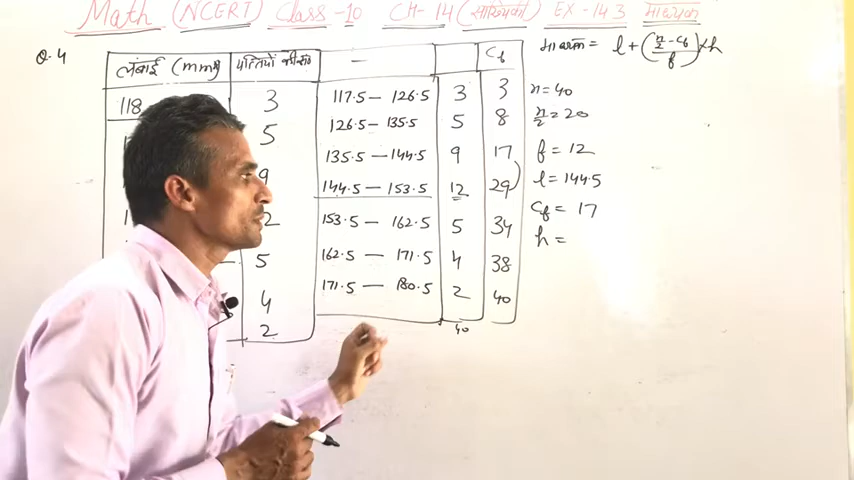 Math (NCERT) Class-10 CH-14 (सांख्यिकी) EX-14.3 माध्यक
Q.4
लंबाई (mm) पत्तियों की सं० — Cf
118 3 117.5 — 126.5 3 3
5 126.5 — 135.5 5 8
9 135.5 — 144.5 9 17
2 144.5 — 153.5 12 29
5 153.5 — 162.5 5 34
4 162.5 — 171.5 4 38
2 171.5 — 180.5 2 40
40
माध्यक = l + (n/2 - Cf / f) × h
n = 40
n/2 = 20
f = 12
l = 144.5
Cf = 17
h =